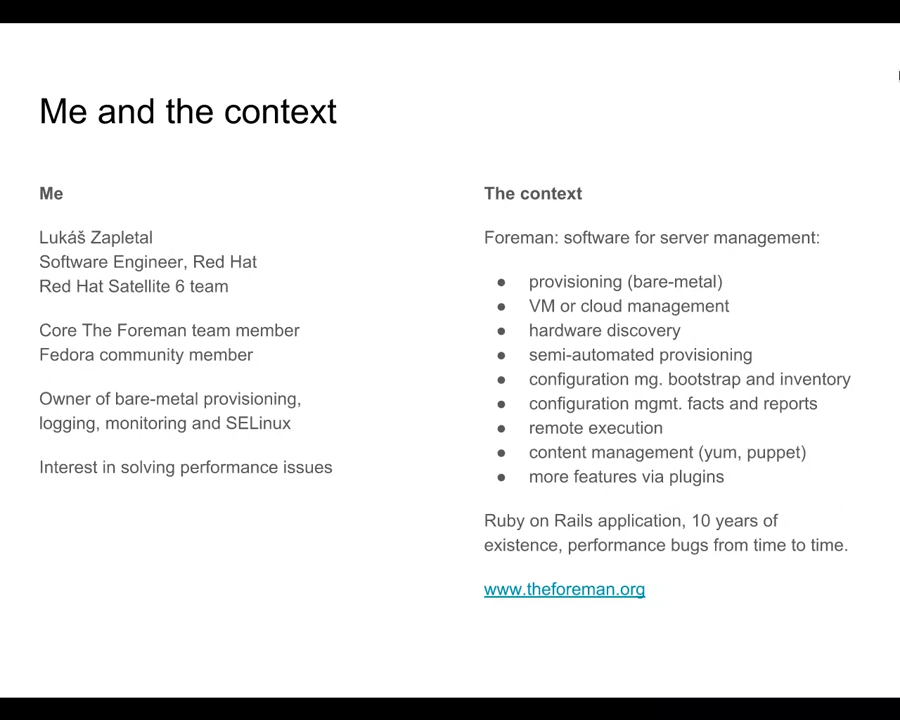 Me and the context
Me
Lukáš Zapletal
Software Engineer, Red Hat
Red Hat Satellite 6 team
Core The Foreman team member
Fedora community member
Owner of bare-metal provisioning,
logging, monitoring and SELinux
Interest in solving performance issues
The context
Foreman: software for server management:
● provisioning (bare-metal)
● VM or cloud management
● hardware discovery
● semi-automated provisioning
● configuration mg. bootstrap and inventory
● configuration mgmt. facts and reports
● remote execution
● content management (yum, puppet)
● more features via plugins
Ruby on Rails application, 10 years of
existence, performance bugs from time to time.
www.theforeman.org